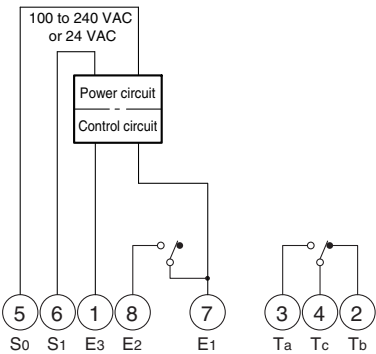 100 to 240 VAC
or 24 VAC
Power circuit
Control circuit
5 6 1 8 7 3 4 2
S0 S1 E3 E2 E1 Ta Tc Tb